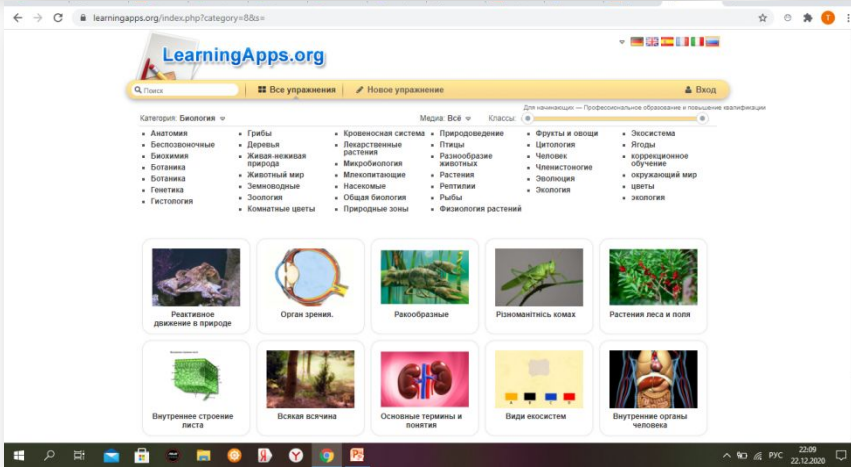 learningapps.org/index.php?category=8&s=
LearningApps.org
Поиск
Все упражнения
Новое упражнение
Вход
Для начинающих — Профессиональное образование и повышение квалификации
Категория: Биология
Медиа: Всё
Классы:
Анатомия
Беспозвоночные
Биохимия
Ботаника
Ботаника
Генетика
Гистология
Грибы
Деревья
Живая-неживая
природа
Животный мир
Земноводные
Зоология
Комнатные цветы
Кровеносная система
Лекарственные
растения
Микробиология
Млекопитающие
Насекомые
Общая биология
Природные зоны
Природоведение
Птицы
Разнообразие
животных
Растения
Рептилии
Рыбы
Физиология растений
Фрукты и овощи
Цитология
Человек
Членистоногие
Эволюция
Экология
Экосистема
Ягоды
коррекционное
обучение
окружающий мир
цветы
экология
Реактивное
движение в природе
Орган зрения.
Ракообразные
Різноманітнісь комах
Растения леса и поля
Внутреннее строение
листа
Всякая всячина
Основные термины и
понятия
Види екосистем
Внутренние органы
человека
РУС
22:09
22.12.2020